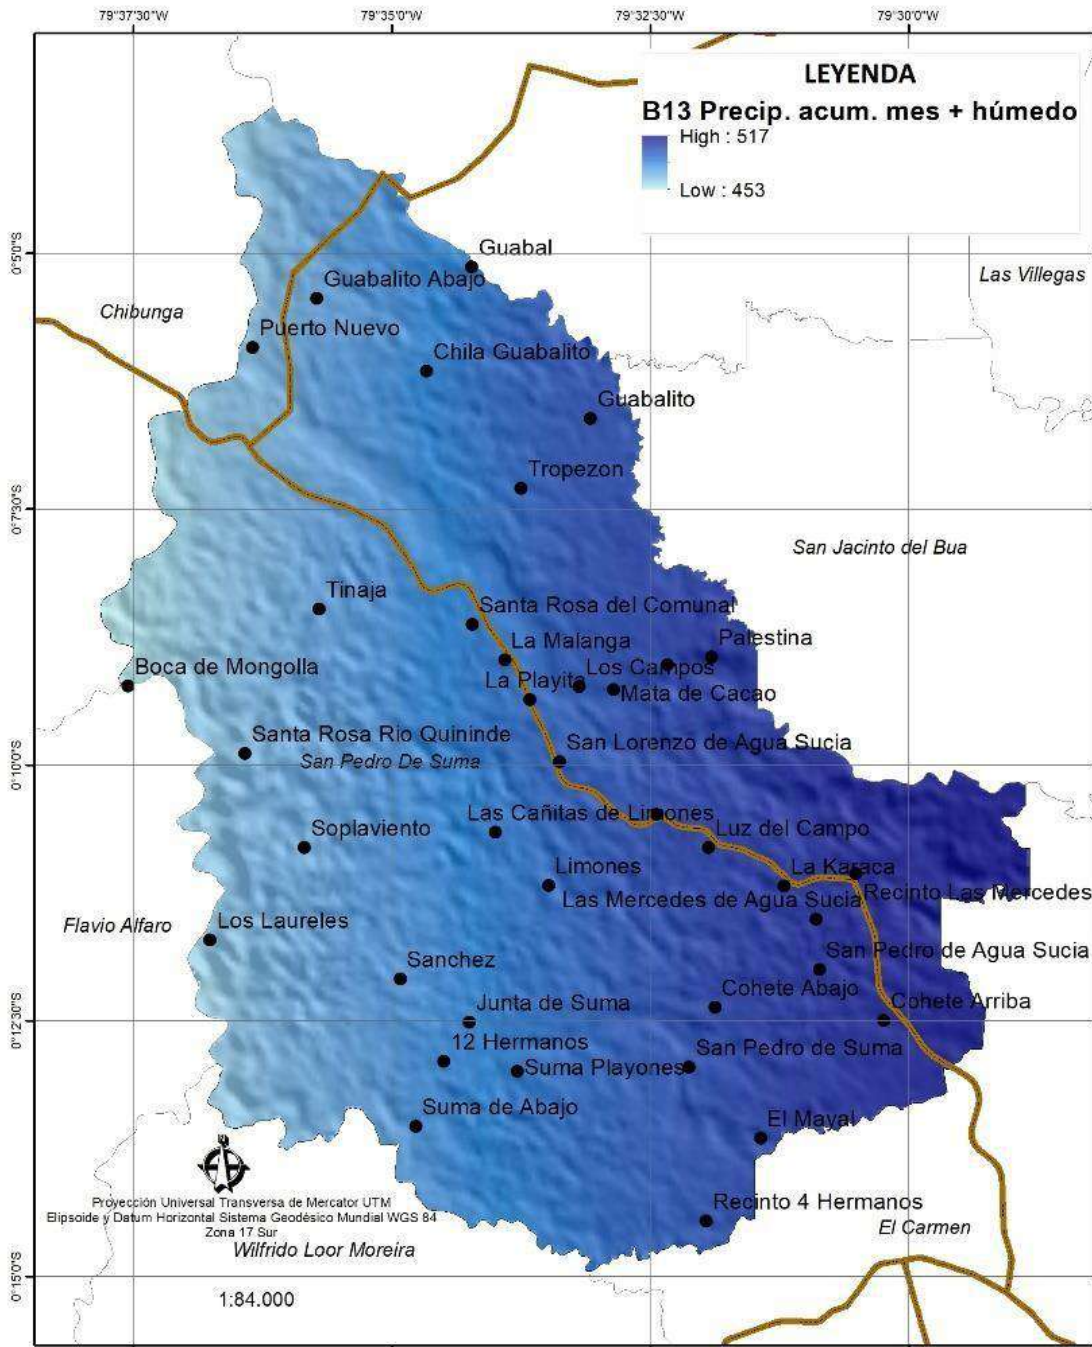 79°37'30"W
79°35'0"W
79°32'30"W
79°30'0"W
LEYENDA
B13 Precip. acum. mes + húmedo
High : 517
Low : 453
0°5'0"S
Guabal
Las Villegas
Guabalito Abajo
Chibunga
Puerto Nuevo
Chila Guabalito
Guabalito
Tropezon
0°7'30"S
San Jacinto del Bua
Tinaja
Santa Rosa del Comunal
La Malanga
Palestina
Boca de Mongolla
Los Campos
La Playita
Mata de Cacao
Santa Rosa Rio Quininde
San Lorenzo de Agua Sucia
San Pedro De Suma
0°10'0"S
Las Cañitas de Limones
Soplaviento
Luz del Campo
Limones
La Karaca
Las Mercedes de Agua Sucia
Recinto Las Mercedes
Flavio Alfaro
Los Laureles
San Pedro de Agua Sucia
Sanchez
Cohete Abajo
Junta de Suma
Cohete Arriba
0°12'30"S
12 Hermanos
San Pedro de Suma
Suma Playones
Suma de Abajo
El Mayal
Proyección Universal Transversa de Mercator UTM
Elipsoide y Datum Horizontal Sistema Geodésico Mundial WGS 84
Zona 17 Sur
Recinto 4 Hermanos
El Carmen
Wilfrido Loor Moreira
0°15'0"S
1:84.000